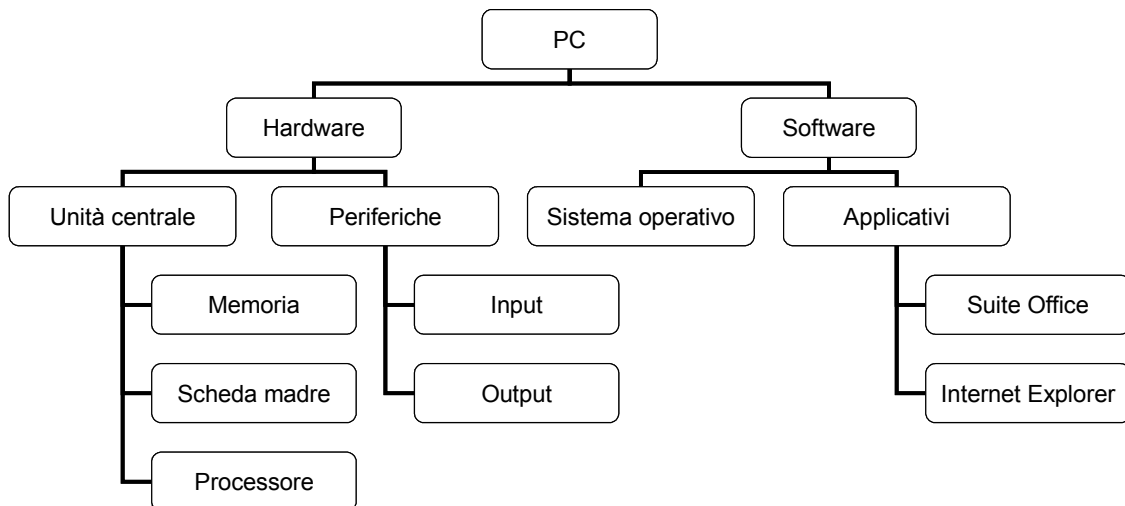 PC
Hardware
Software
Unità centrale
Periferiche
Sistema operativo
Applicativi
Memoria
Input
Suite Office
Scheda madre
Output
Internet Explorer
Processore